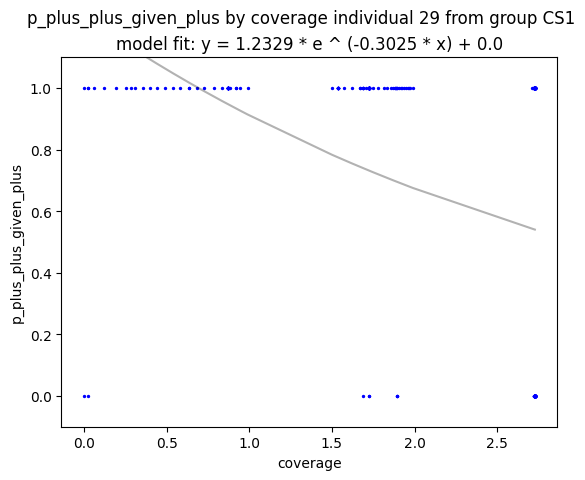 p_plus_plus_given_plus by coverage individual 29 from group CS1
model fit: y = 1.2329 * e ^ (-0.3025 * x) + 0.0
1.0
0.8
0.6
0.4
0.2
0.0
p_plus_plus_given_plus
0.0 0.5 1.0 1.5 2.0 2.5
coverage